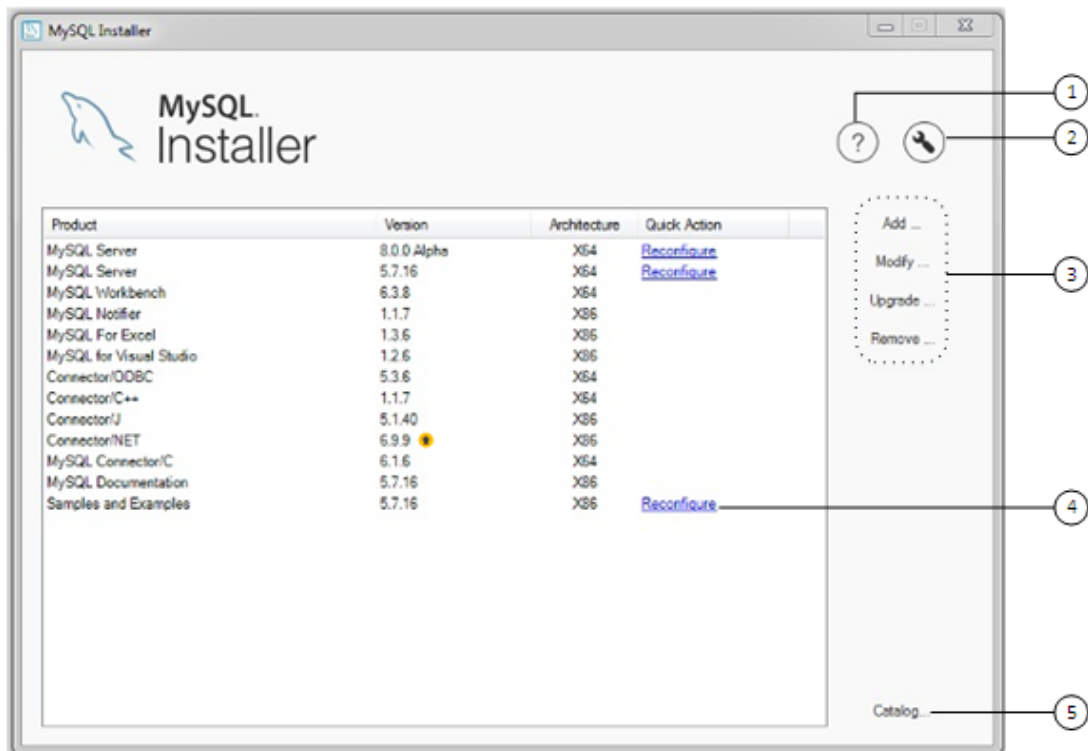 MySQL Installer
MySQL.
Installer
?
1
2
Product Version Architecture Quick Action
MySQL Server 8.0.0 Alpha X64 Reconfigure
MySQL Server 5.7.16 X64 Reconfigure
MySQL Workbench 6.3.8 X64
MySQL Notifier 1.1.7 X86
MySQL For Excel 1.3.6 X86
MySQL for Visual Studio 1.2.6 X86
Connector/ODBC 5.3.6 X64
Connector/C++ 1.1.7 X64
Connector/J 5.1.40 X86
Connector/NET 6.9.9 X86
MySQL Connector/C 6.1.6 X64
MySQL Documentation 5.7.16 X86
Samples and Examples 5.7.16 X86 Reconfigure
Add ...
Modify ...
Upgrade ...
Remove ...
3
4
Catalog...
5